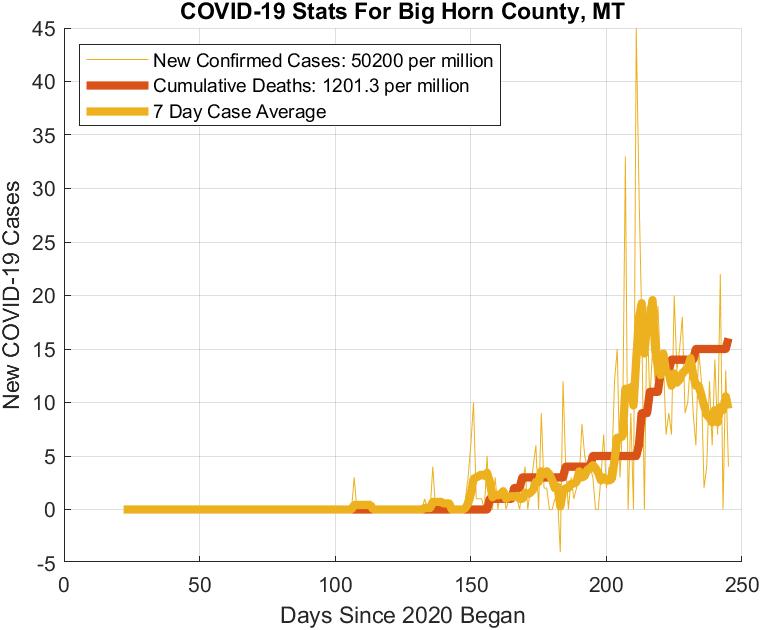 COVID-19 Stats For Big Horn County, MT
New Confirmed Cases: 50200 per million
Cumulative Deaths: 1201.3 per million
7 Day Case Average
New COVID-19 Cases
45
40
35
30
25
20
15
10
5
0
-5
0 50 100 150 200 250
Days Since 2020 Began